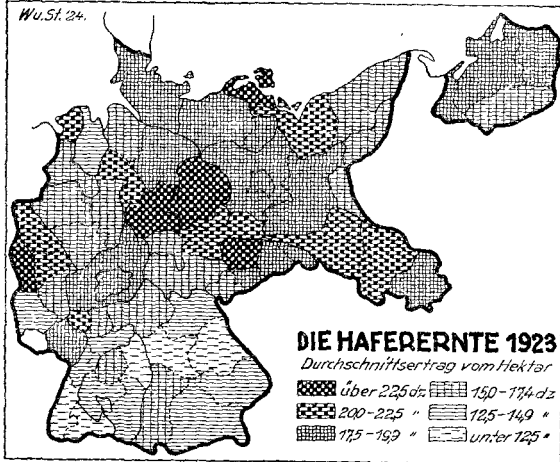 Wu.St. 24.
DIE HAFERERNTE 1923
Durchschnittsertrag vom Hektar
über 22,5 dz 15,0-17,4 dz
20,0-22,5 " 12,5-14,9 "
17,5-19,9 " unter 12,5 "